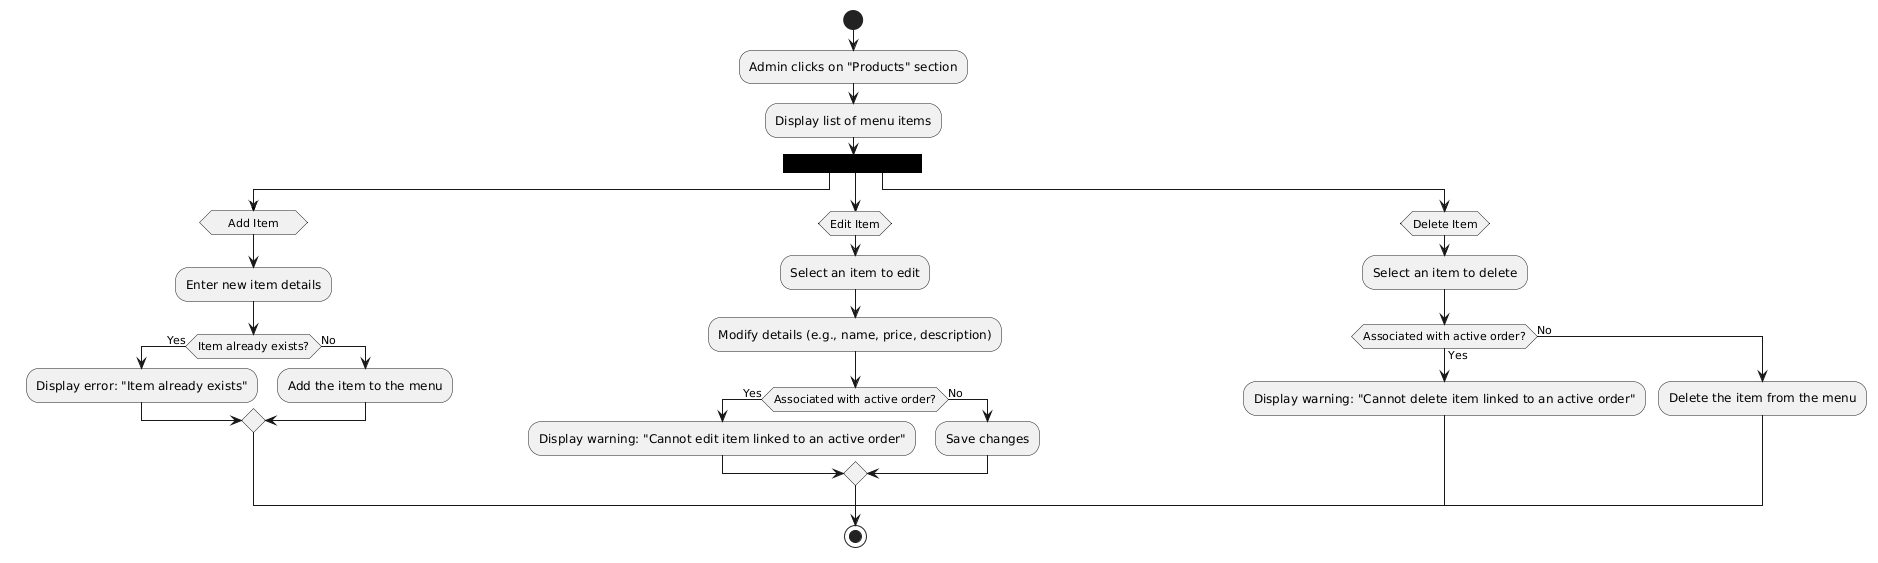 Admin clicks on "Products" section
Display list of menu items
Add Item
Enter new item details
Item already exists?
Yes
No
Display error: "Item already exists"
Add the item to the menu
Edit Item
Select an item to edit
Modify details (e.g., name, price, description)
Associated with active order?
Yes
No
Display warning: "Cannot edit item linked to an active order"
Save changes
Delete Item
Select an item to delete
Associated with active order?
Yes
No
Display warning: "Cannot delete item linked to an active order"
Delete the item from the menu